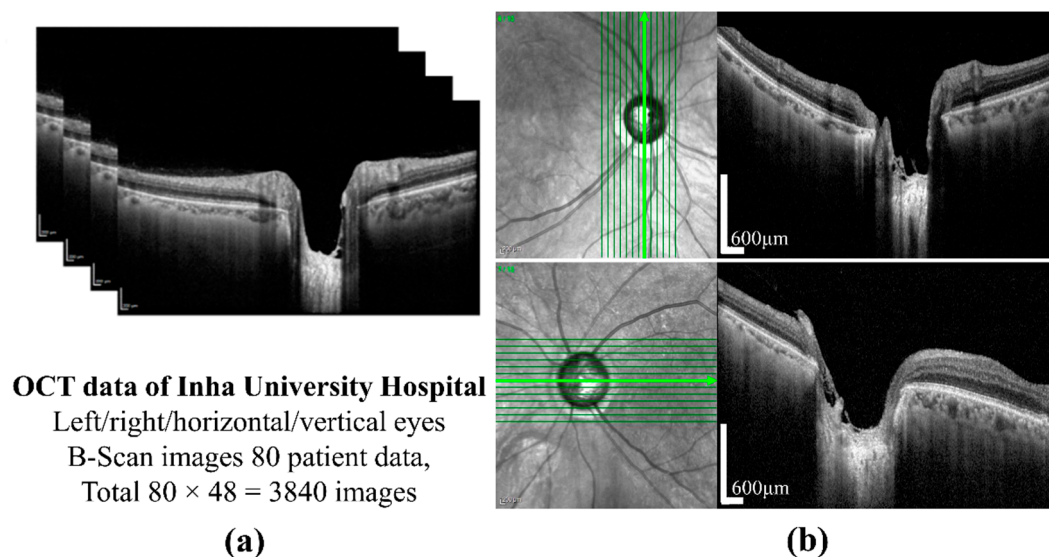 600μm
600μm
OCT data of Inha University Hospital
Left/right/horizontal/vertical eyes
B-Scan images 80 patient data,
Total 80 × 48 = 3840 images
(a)
(b)